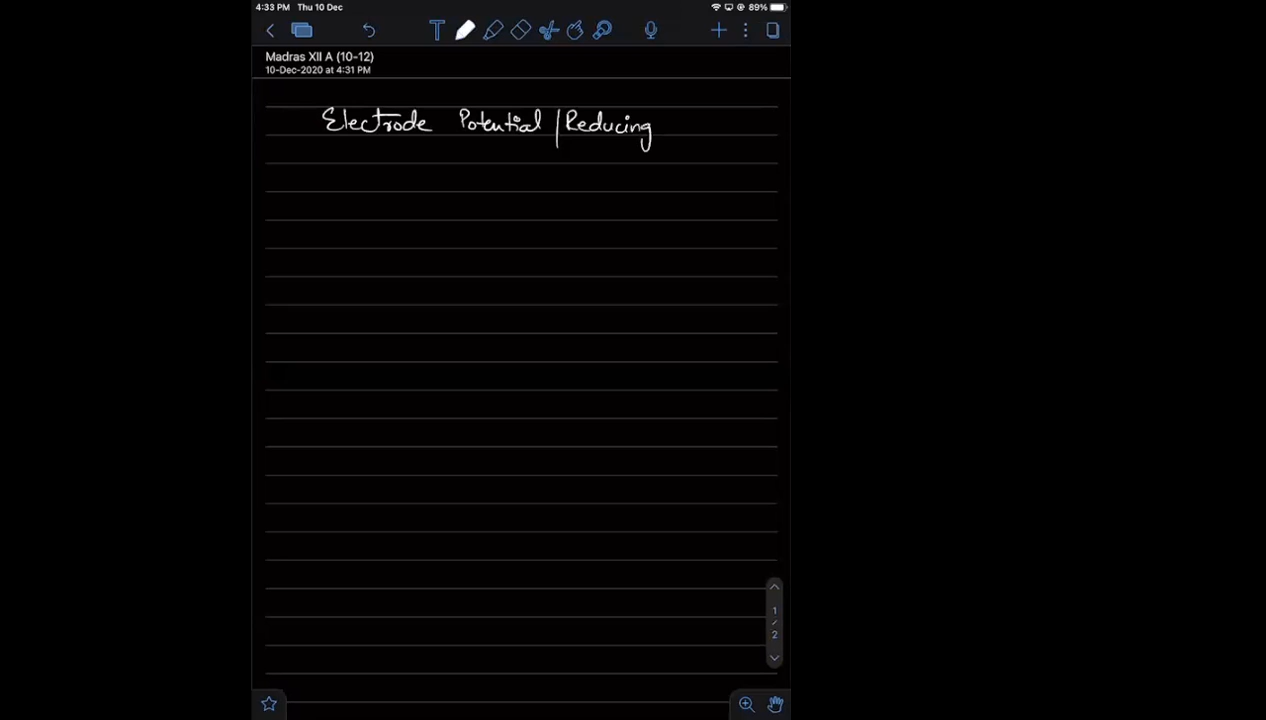 4:33 PM Thu 10 Dec 89%
T
Madras XII A (10-12)
10-Dec-2020 at 4:31 PM
Electrode Potential | Reducing
1
/
2